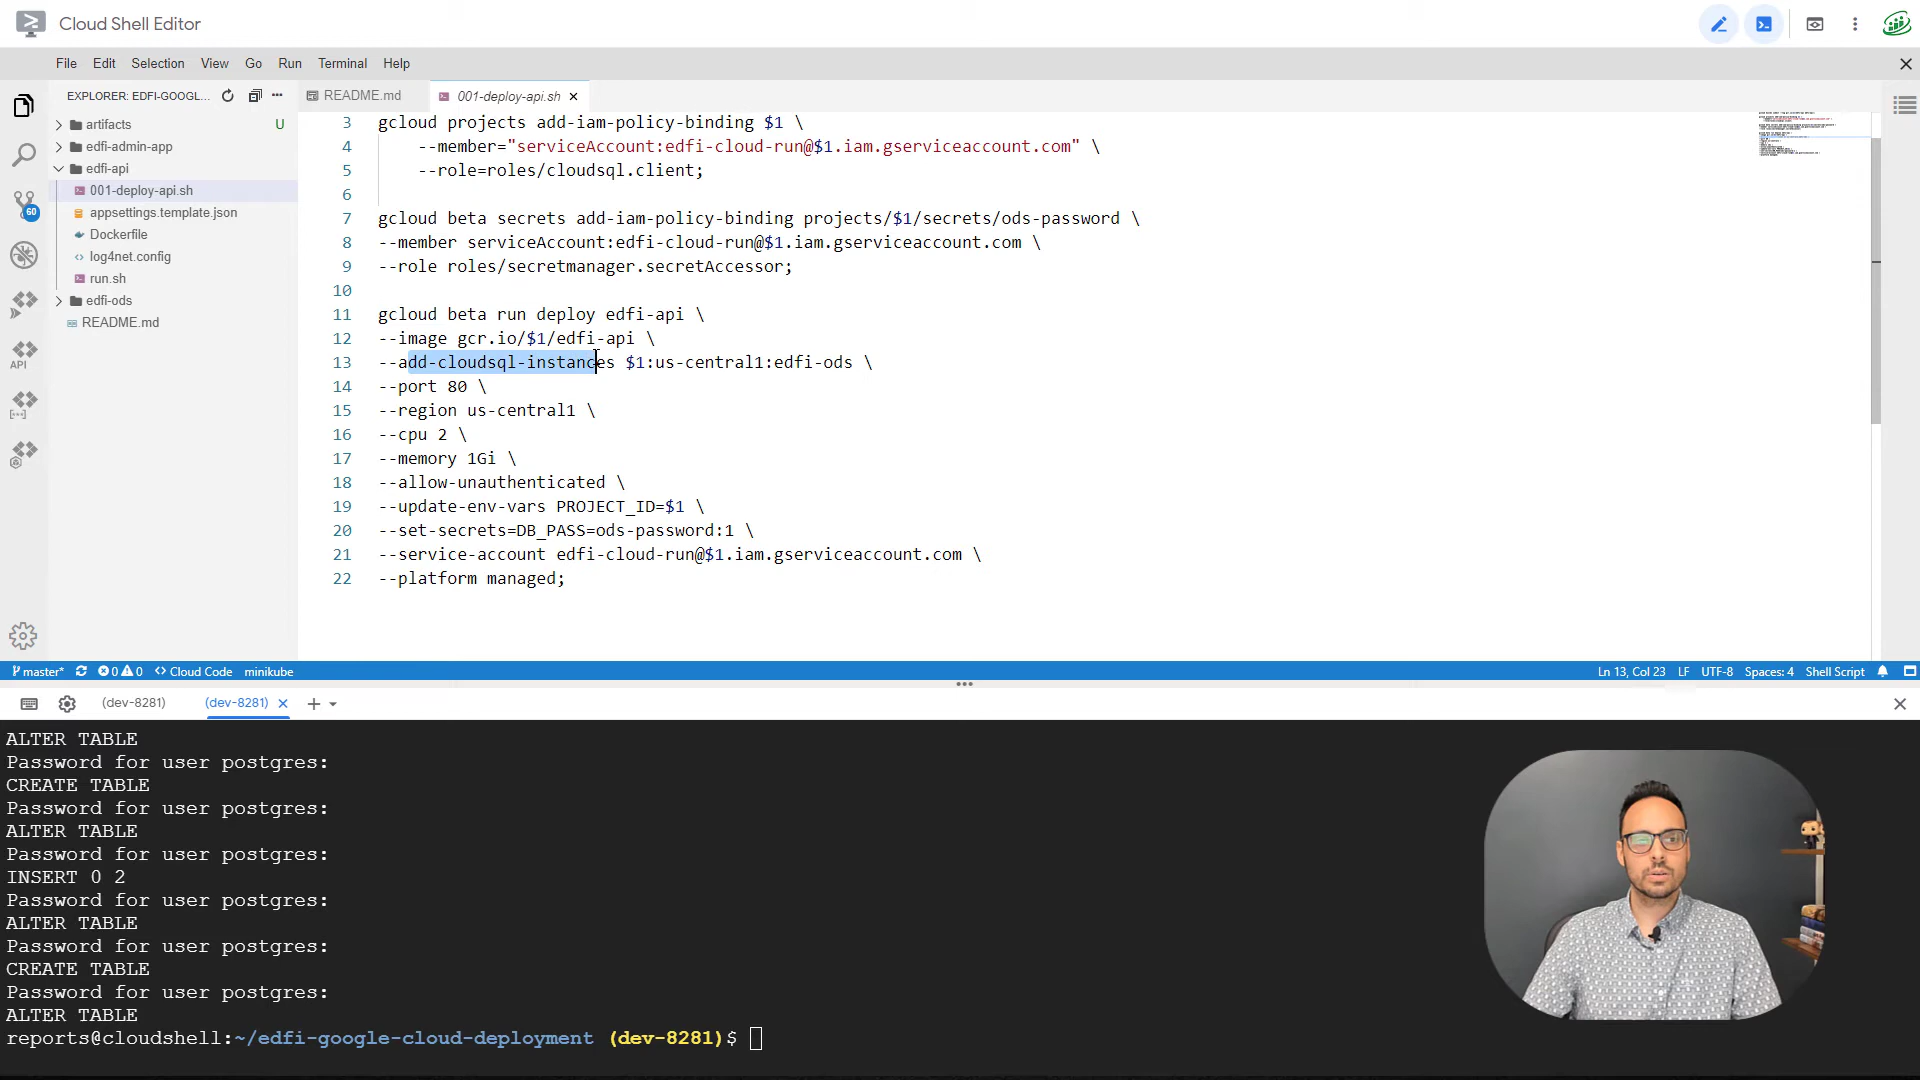 Cloud Shell Editor
File Edit Selection View Go Run Terminal Help
EXPLORER: EDFI-GOOGL...
artifacts U
edfi-admin-app
edfi-api
001-deploy-api.sh
appsettings.template.json
Dockerfile
log4net.config
run.sh
edfi-ods
README.md
60
API
README.md
001-deploy-api.sh
3 gcloud projects add-iam-policy-binding $1 \
4 --member="serviceAccount:edfi-cloud-run@$1.iam.gserviceaccount.com" \
5 --role=roles/cloudsql.client;
6
7 gcloud beta secrets add-iam-policy-binding projects/$1/secrets/ods-password \
8 --member serviceAccount:edfi-cloud-run@$1.iam.gserviceaccount.com \
9 --role roles/secretmanager.secretAccessor;
10
11 gcloud beta run deploy edfi-api \
12 --image gcr.io/$1/edfi-api \
13 --add-cloudsql-instances $1:us-central1:edfi-ods \
14 --port 80 \
15 --region us-central1 \
16 --cpu 2 \
17 --memory 1Gi \
18 --allow-unauthenticated \
19 --update-env-vars PROJECT_ID=$1 \
20 --set-secrets=DB_PASS=ods-password:1 \
21 --service-account edfi-cloud-run@$1.iam.gserviceaccount.com \
22 --platform managed;
master* 0 0 Cloud Code minikube Ln 13, Col 23 LF UTF-8 Spaces: 4 Shell Script
(dev-8281) (dev-8281)
ALTER TABLE
Password for user postgres:
CREATE TABLE
Password for user postgres:
ALTER TABLE
Password for user postgres:
INSERT 0 2
Password for user postgres:
ALTER TABLE
Password for user postgres:
CREATE TABLE
Password for user postgres:
ALTER TABLE
reports@cloudshell:~/edfi-google-cloud-deployment (dev-8281)$